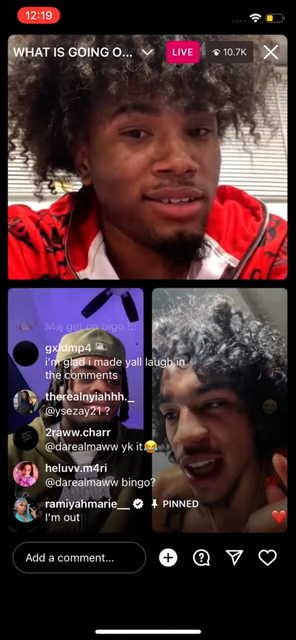 12:19
WHAT IS GOING O...
LIVE
10.7K
Maj get on bigo !!!
gxldmp4
i'm glad i made yall laugh in
the comments
therealnyiahhh._
@ysezay21 ?
2raww.charr
@darealmaww yk it😂
heluvv.m4ri
@darealmaww bingo?
ramiyahmarie__ PINNED
I'm out
Add a comment...